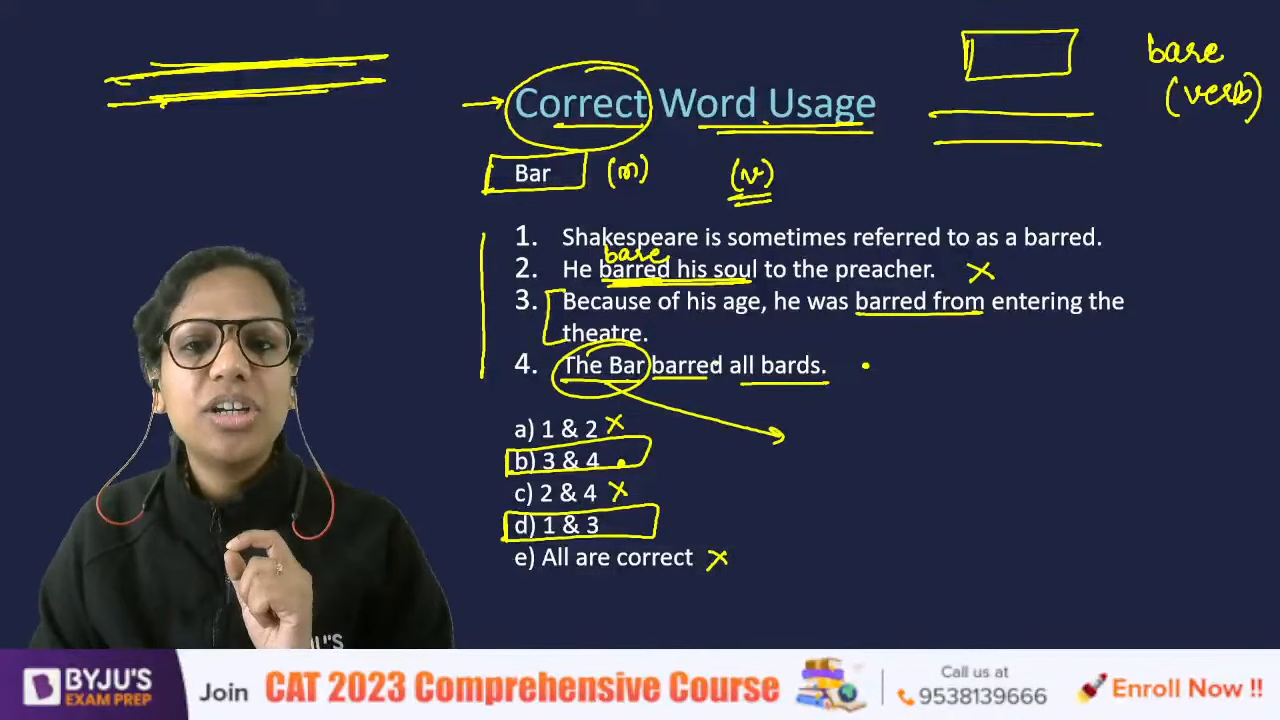 bare
(verb)
Correct Word Usage
Bar (n) (v)
1. Shakespeare is sometimes referred to as a barred.
bare
2. He barred his soul to the preacher. X
3. Because of his age, he was barred from entering the
theatre.
4. The Bar barred all bards.
a) 1 & 2 X
b) 3 & 4
c) 2 & 4 X
d) 1 & 3
e) All are correct X
BYJU'S
BYJU'S
EXAM PREP
Join CAT 2023 Comprehensive Course
Call us at
9538139666
Enroll Now !!